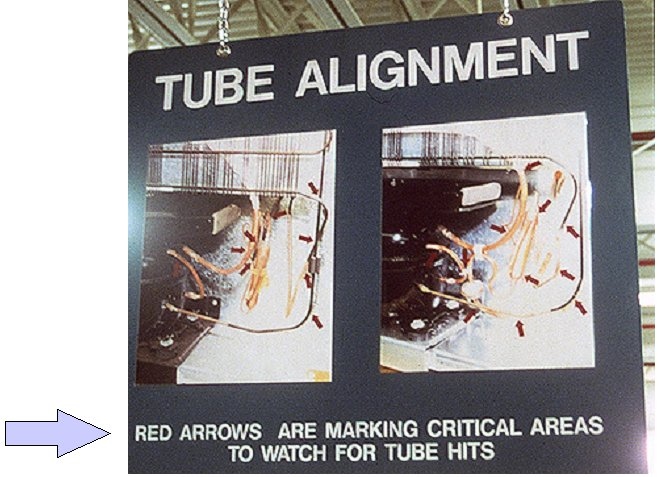 TUBE ALIGNMENT
RED ARROWS ARE MARKING CRITICAL AREAS
TO WATCH FOR TUBE HITS